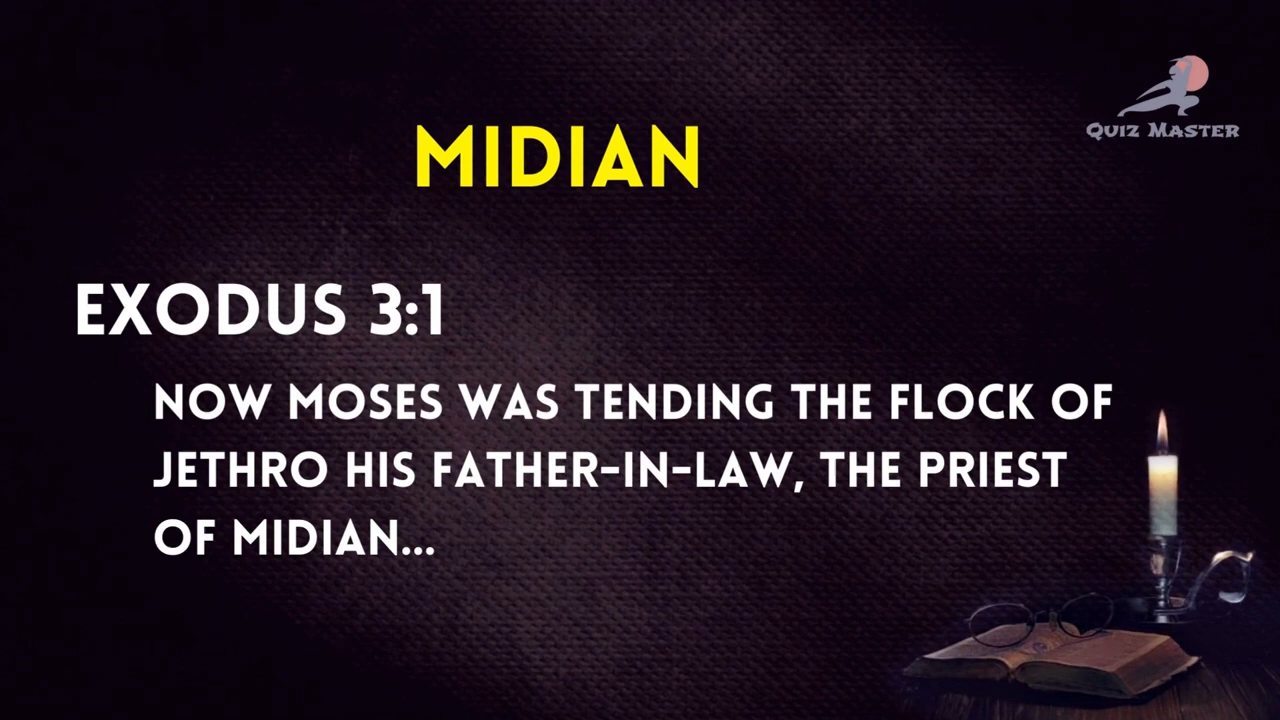 QUIZ MASTER
MIDIAN
EXODUS 3:1
NOW MOSES WAS TENDING THE FLOCK OF
JETHRO HIS FATHER-IN-LAW, THE PRIEST
OF MIDIAN...